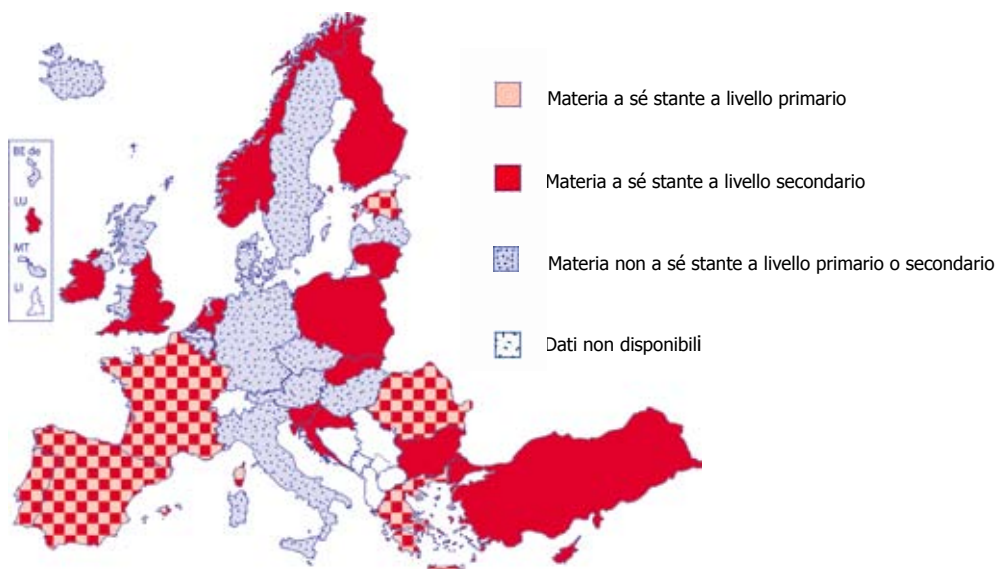 BE de
LU
MT
LI
Materia a sé stante a livello primario
Materia a sé stante a livello secondario
Materia non a sé stante a livello primario o secondario
Dati non disponibili